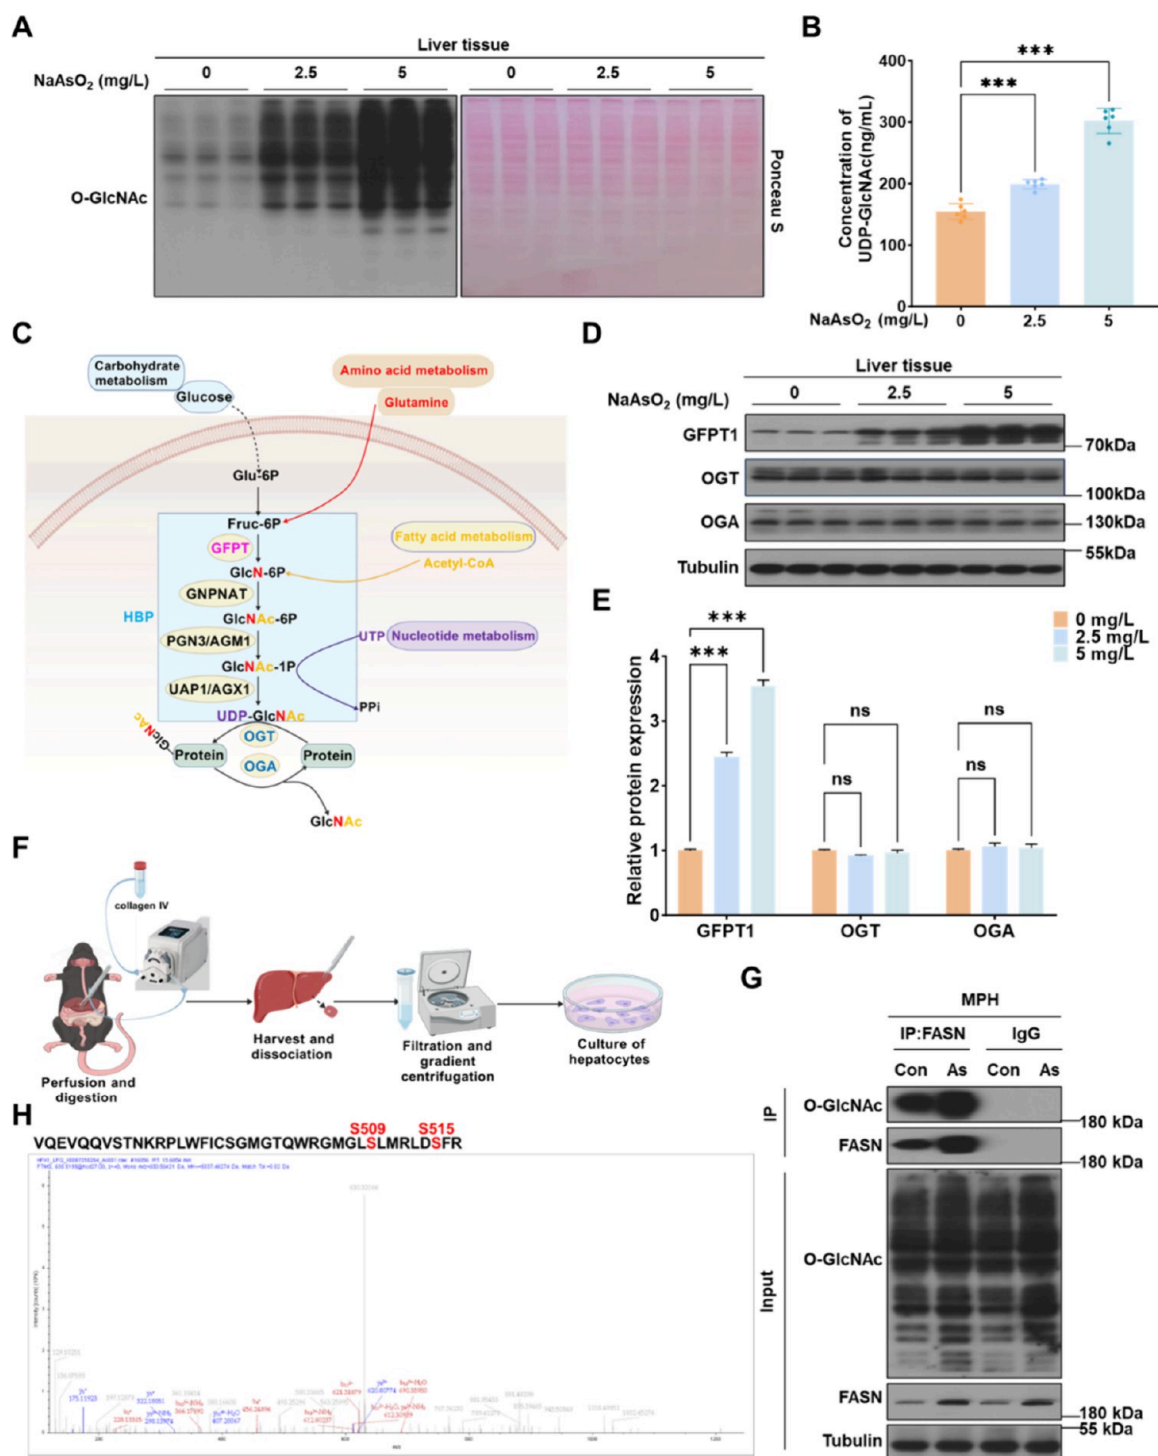 A
Liver tissue
NaAsO₂ (mg/L) 0 2.5 5 0 2.5 5
O-GlcNAc
Ponceau S
B
Concentration of
UDP-GlcNAc(ng/mL)
400
300
200
100
0
***
***
NaAsO₂ (mg/L) 0 2.5 5
C
Carbohydrate
metabolism
Glucose
Amino acid metabolism
Glutamine
Glu-6P
Fruc-6P
GFPT
Fatty acid metabolism
Acetyl-CoA
GlcN-6P
GNPNAT
HBP
GlcNAc-6P
PGN3/AGM1
UTP Nucleotide metabolism
GlcNAc-1P
UAP1/AGX1
PPi
UDP-GlcNAc
GlcNAc
OGT
Protein
Protein
OGA
GlcNAc
D
Liver tissue
NaAsO₂ (mg/L) 0 2.5 5
GFPT1
70kDa
OGT
100kDa
OGA
130kDa
55kDa
Tubulin
E
0 mg/L
2.5 mg/L
5 mg/L
Relative protein expression
4
3
2
1
0
***
***
ns
ns
ns
ns
GFPT1 OGT OGA
F
collagen IV
Perfusion and
digestion
Harvest and
dissociation
Filtration and
gradient
centrifugation
Culture of
hepatocytes
G
MPH
IP:FASN IgG
Con As Con As
IP
O-GlcNAc
180 kDa
FASN
180 kDa
Input
O-GlcNAc
FASN
180 kDa
55 kDa
Tubulin
H
S509 S515
VQEVQQVSTNKRPLWFICSGMGTQWRGMGLSLMRLDSFR